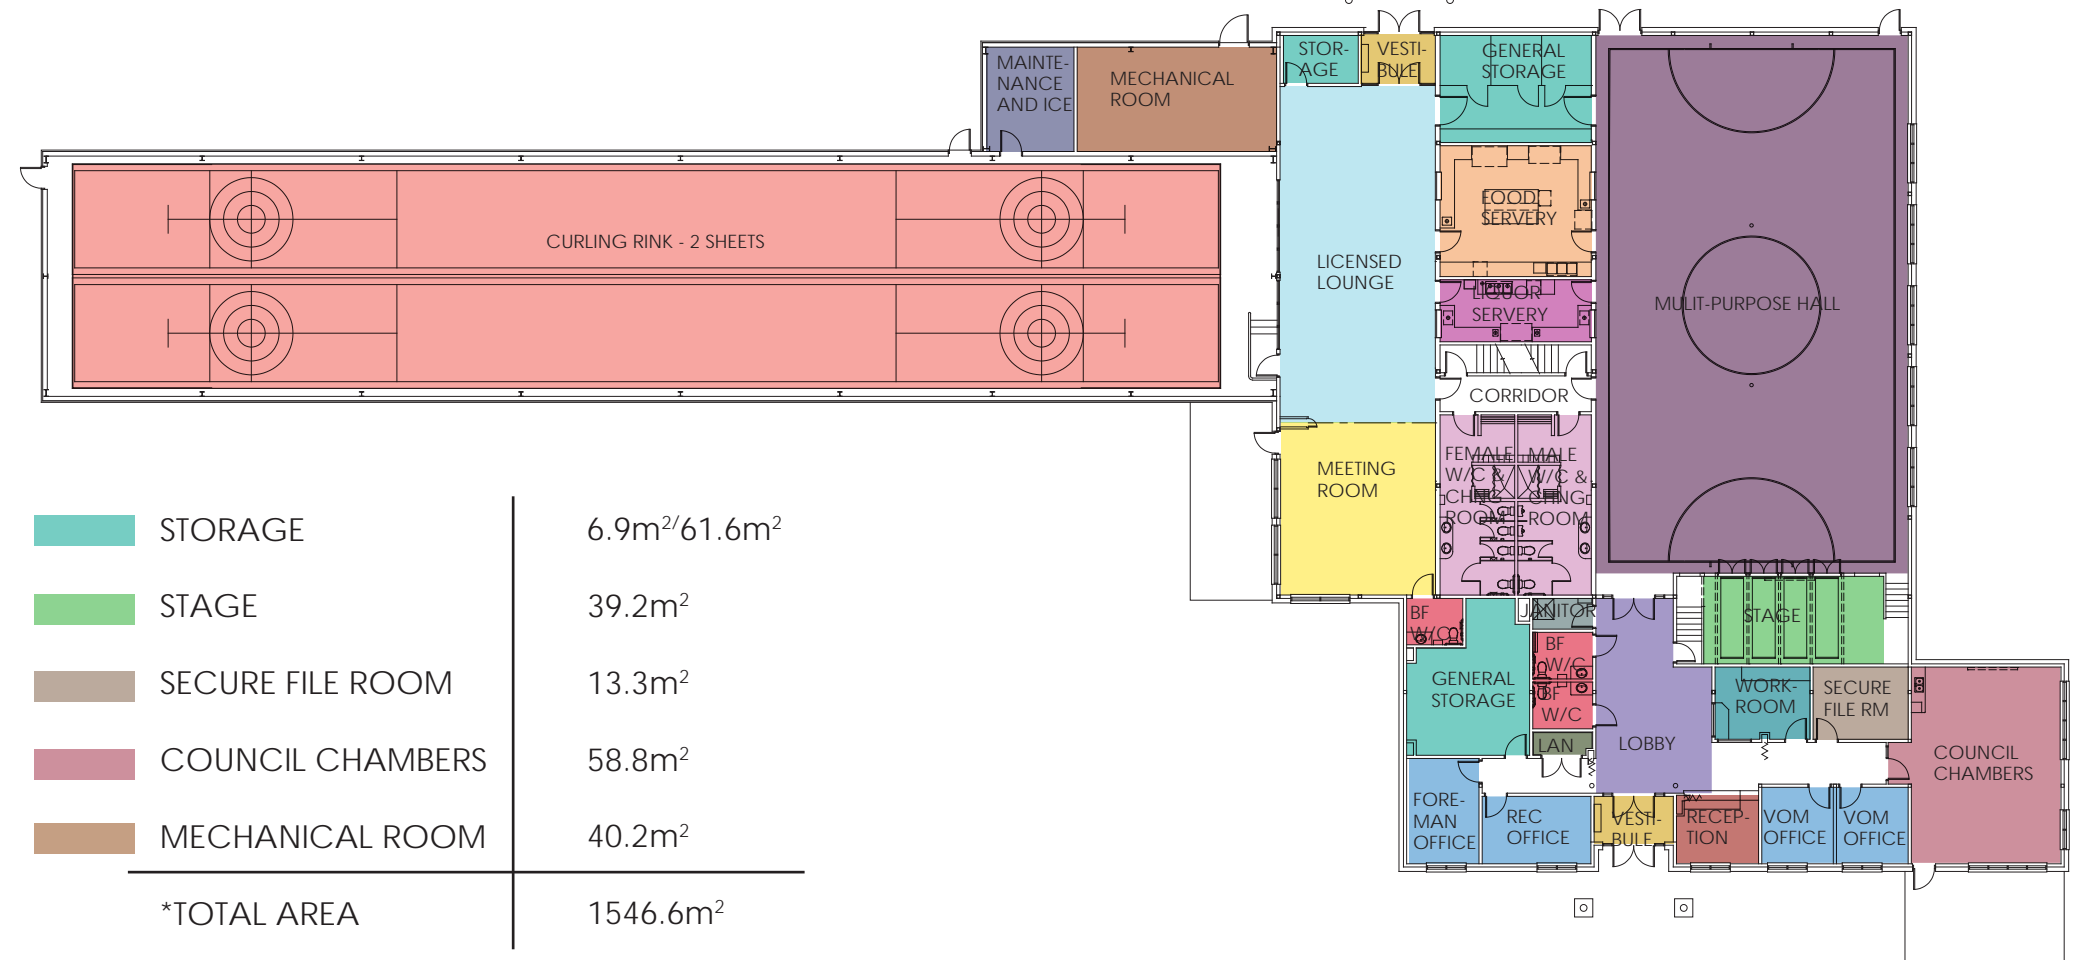 STOR-
AGE
VESTI-
BULE
GENERAL
STORAGE
MAINTE-
NANCE
AND ICE
MECHANICAL
ROOM
FOOD
SERVERY
CURLING RINK - 2 SHEETS
LICENSED
LOUNGE
LIQUOR
SERVERY
MULIT-PURPOSE HALL
CORRIDOR
MEETING
ROOM
FEMALE
W/C &
CHNG
ROOM
MALE
W/C &
CHNG
ROOM
BF
W/C
JANITOR
STAGE
BF
W/C
BF
W/C
GENERAL
STORAGE
WORK-
ROOM
SECURE
FILE RM
LAN
LOBBY
COUNCIL
CHAMBERS
FORE-
MAN
OFFICE
REC
OFFICE
VESTI-
BULE
RECEP-
TION
VOM
OFFICE
VOM
OFFICE
STORAGE 6.9m²/61.6m²
STAGE 39.2m²
SECURE FILE ROOM 13.3m²
COUNCIL CHAMBERS 58.8m²
MECHANICAL ROOM 40.2m²
*TOTAL AREA 1546.6m²